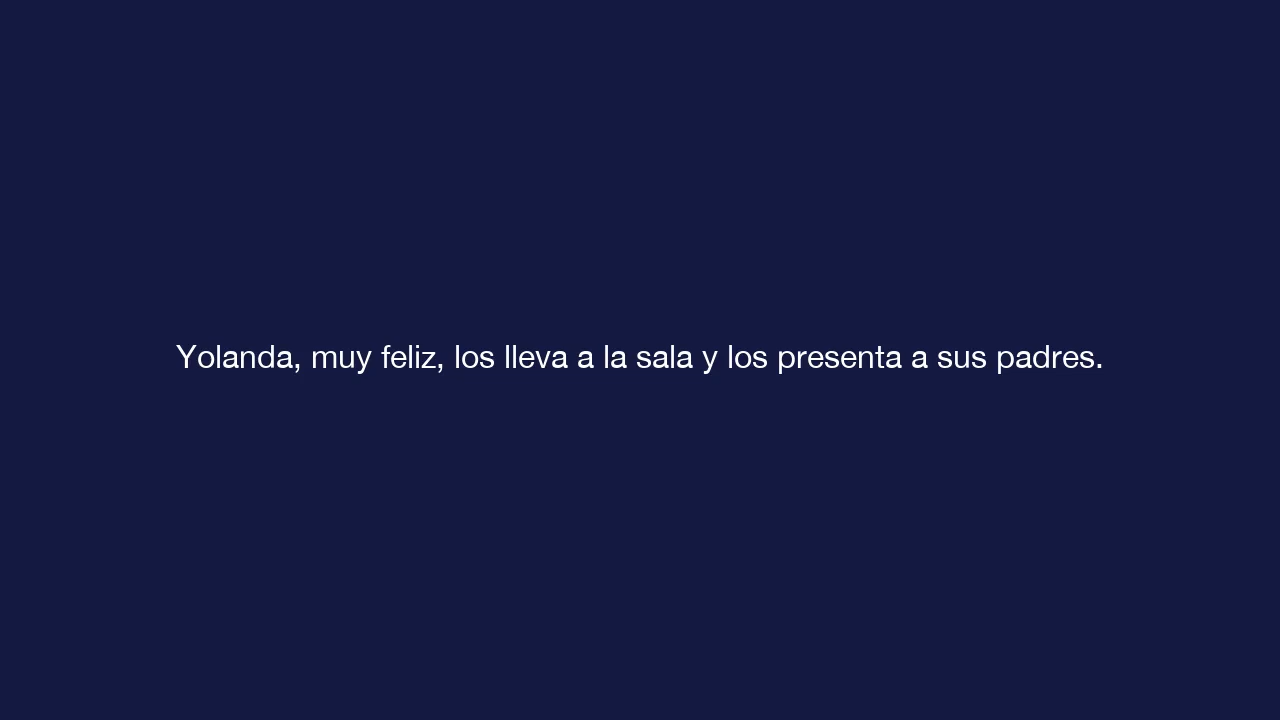 Yolanda, muy feliz, los lleva a la sala y los presenta a sus padres.